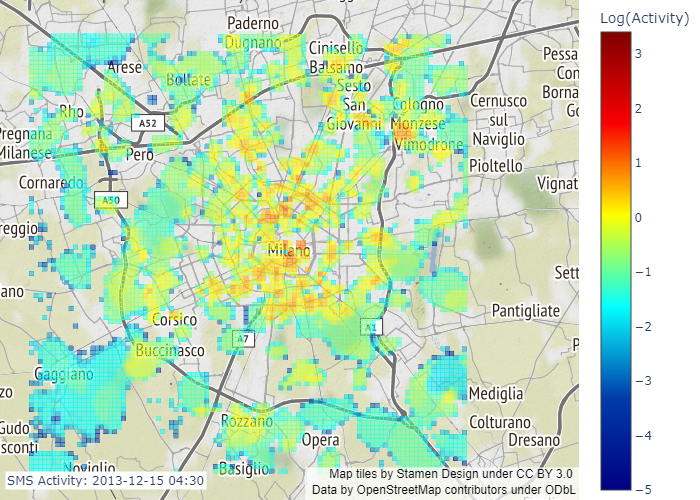 Paderno
Dugnano
Cinisello
Balsamo
Arese
Bollate
Sesto
San
Giovanni
Rho
A52
Cologno
Monzese
Cernusco
sul
Naviglio
Pessa
Con
Borna
Go
Pregnana
Milanese
Pero
Vimodrone
Pioltello
Cornaredo
A50
Vignat
reggio
Milano
Sett
ano
Pantigliate
Corsico
A7
A1
Buccinasco
Gaggiano
P
zo
Mediglia
Rozzano
Colturano
Gudo
sconti
Opera
Dresano
Noviglio
Basiglio
SMS Activity: 2013-12-15 04:30
Map tiles by Stamen Design under CC BY 3.0
Data by OpenStreetMap contributors under ODbL
Log(Activity)
3
2
1
0
−1
−2
−3
−4
−5